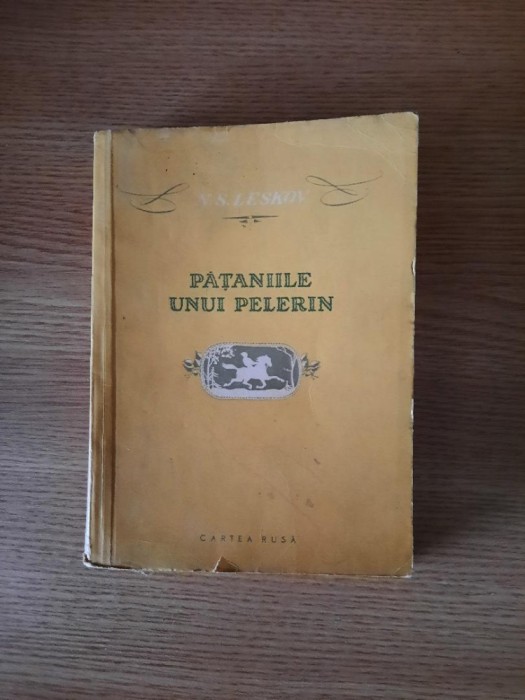 N. S. LESKOV
PĂȚANIILE
UNUI PELERIN
CARTEA RUSĂ